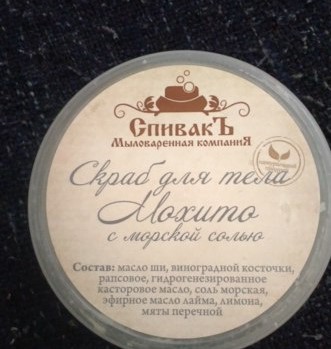 СпивакЪ
Мыловаренная компаниЯ
Скраб для тела
Мохито
с морской солью
Состав: масло ши, виноградной косточки,
рапсовое, гидрогенезированное
касторовое масло, соль морская,
эфирное масло лайма, лимона,
мяты перечной